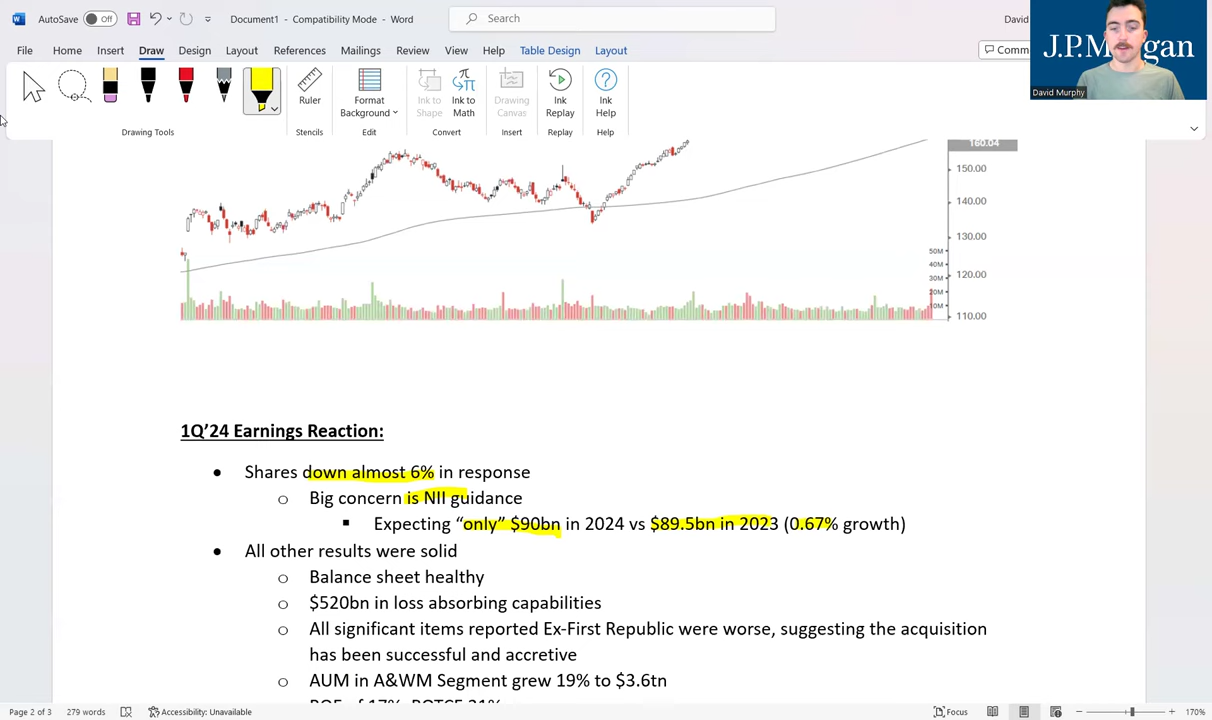 AutoSave Off Document1 - Compatibility Mode - Word Search David
File Home Insert Draw Design Layout References Mailings Review View Help Table Design Layout Comm
J.P.Morgan
David Murphy
Ruler Format Background Ink to Shape Ink to Math Drawing Canvas Ink Replay Ink Help
Drawing Tools Stencils Edit Convert Insert Replay Help
160.04
150.00
140.00
130.00
50M
40M
120.00
30M
20M
10M
110.00
1Q’24 Earnings Reaction:
• Shares down almost 6% in response
o Big concern is NII guidance
▪ Expecting “only” $90bn in 2024 vs $89.5bn in 2023 (0.67% growth)
• All other results were solid
o Balance sheet healthy
o $520bn in loss absorbing capabilities
o All significant items reported Ex-First Republic were worse, suggesting the acquisition
has been successful and accretive
o AUM in A&WM Segment grew 19% to $3.6tn
Page 2 of 3 279 words Accessibility: Unavailable Focus 170%